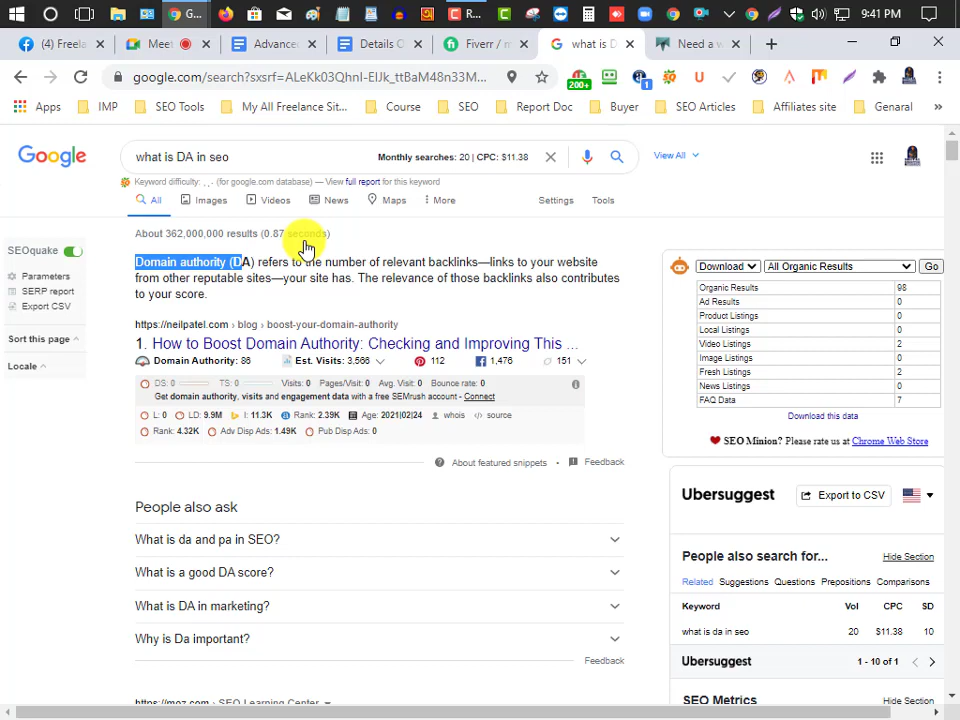 9:41 PM
(4) Freela
Meet
Advance
Details C
Fiverr / m
what is D
Need a w
google.com/search?sxsrf=ALeKk03QhnI-EIJk_ttBaM48n33M...
200+
1
Apps
IMP
SEO Tools
My All Freelance Sit...
Course
SEO
Report Doc
Buyer
SEO Articles
Affiliates site
Genaral
»
Google
what is DA in seo
Monthly searches: 20 | CPC: $11.38
View All
Keyword difficulty: , ,- (for google.com database) — View full report for this keyword
All
Images
Videos
News
Maps
More
Settings
Tools
About 362,000,000 results (0.87 seconds)
SEOquake
Parameters
SERP report
Export CSV
Sort this page
Locale
Domain authority (DA) refers to the number of relevant backlinks—links to your website
from other reputable sites—your site has. The relevance of those backlinks also contributes
to your score.
https://neilpatel.com › blog › boost-your-domain-authority
1. How to Boost Domain Authority: Checking and Improving This ...
Domain Authority: 86
Est. Visits: 3,566
112
1,476
151
DS: 0
TS: 0
Visits: 0
Pages/Visit: 0
Avg. Visit: 0
Bounce rate: 0
Get domain authority, visits and engagement data with a free SEMrush account - Connect
L: 0
LD: 9.9M
I: 11.3K
Rank: 2.39K
Age: 2021|02|24
whois
source
Rank: 4.32K
Adv Disp Ads: 1.49K
Pub Disp Ads: 0
About featured snippets
•
Feedback
People also ask
What is da and pa in SEO?
What is a good DA score?
What is DA in marketing?
Why is Da important?
Feedback
https://moz.com › SEO Learning Center
Download
All Organic Results
Go
Organic Results 98
Ad Results 0
Product Listings 0
Local Listings 0
Video Listings 2
Image Listings 0
Fresh Listings 2
News Listings 0
FAQ Data 7
Download this data
SEO Minion? Please rate us at Chrome Web Store
Ubersuggest
Export to CSV
People also search for...
Hide Section
Related
Suggestions
Questions
Prepositions
Comparisons
Keyword Vol CPC SD
what is da in seo 20 $11.38 10
Ubersuggest
1 - 10 of 1
SEO Metrics
Hide Section